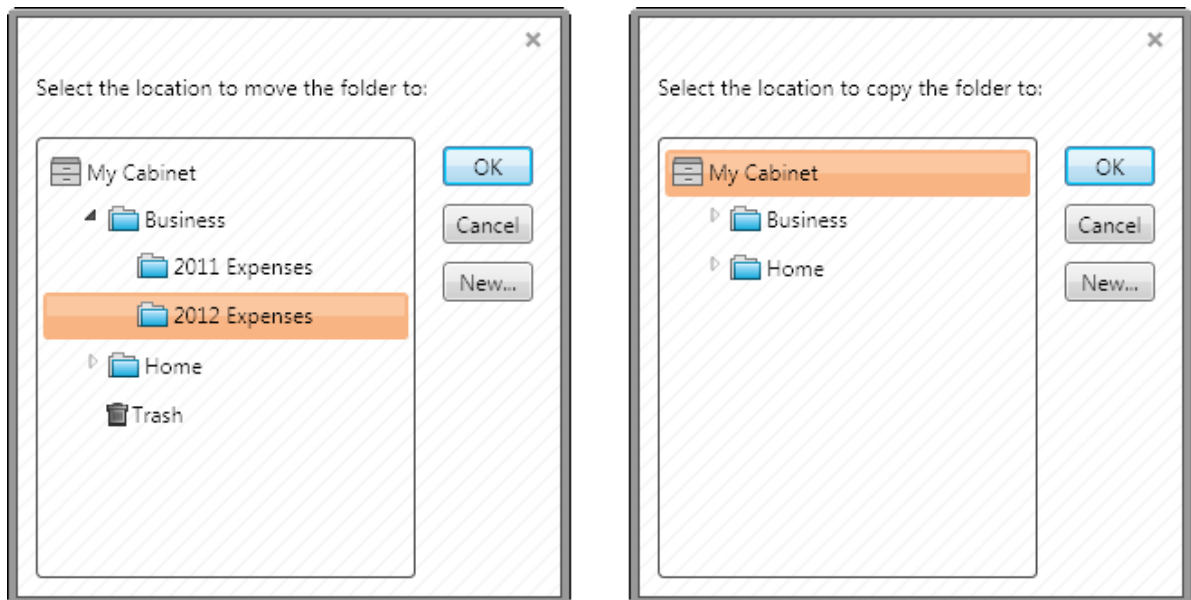 Select the location to move the folder to:
My Cabinet
Business
2011 Expenses
2012 Expenses
Home
Trash
OK
Cancel
New...
Select the location to copy the folder to:
My Cabinet
Business
Home
OK
Cancel
New...